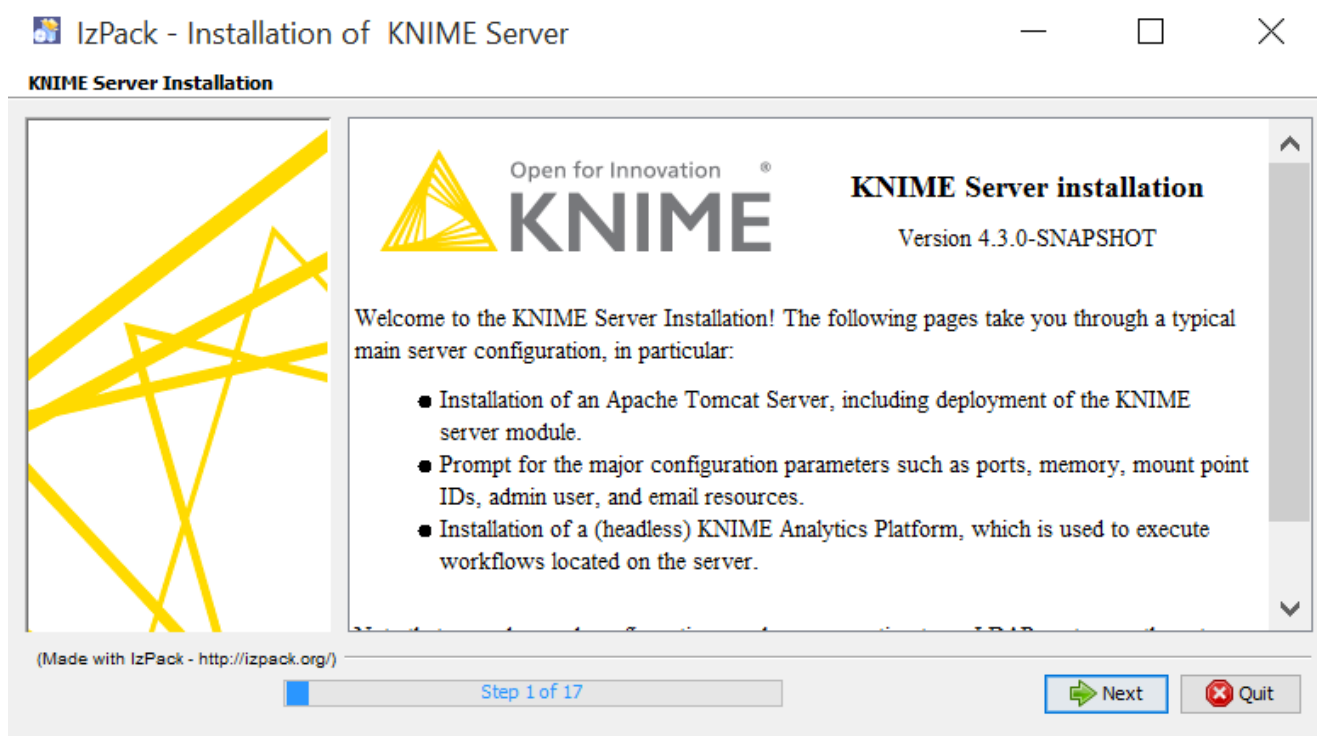 IzPack - Installation of KNIME Server
KNIME Server Installation
Open for Innovation ®
KNIME
KNIME Server installation
Version 4.3.0-SNAPSHOT
Welcome to the KNIME Server Installation! The following pages take you through a typical
main server configuration, in particular:
Installation of an Apache Tomcat Server, including deployment of the KNIME
server module.
Prompt for the major configuration parameters such as ports, memory, mount point
IDs, admin user, and email resources.
Installation of a (headless) KNIME Analytics Platform, which is used to execute
workflows located on the server.
(Made with IzPack - http://izpack.org/)
Step 1 of 17
Next
Quit